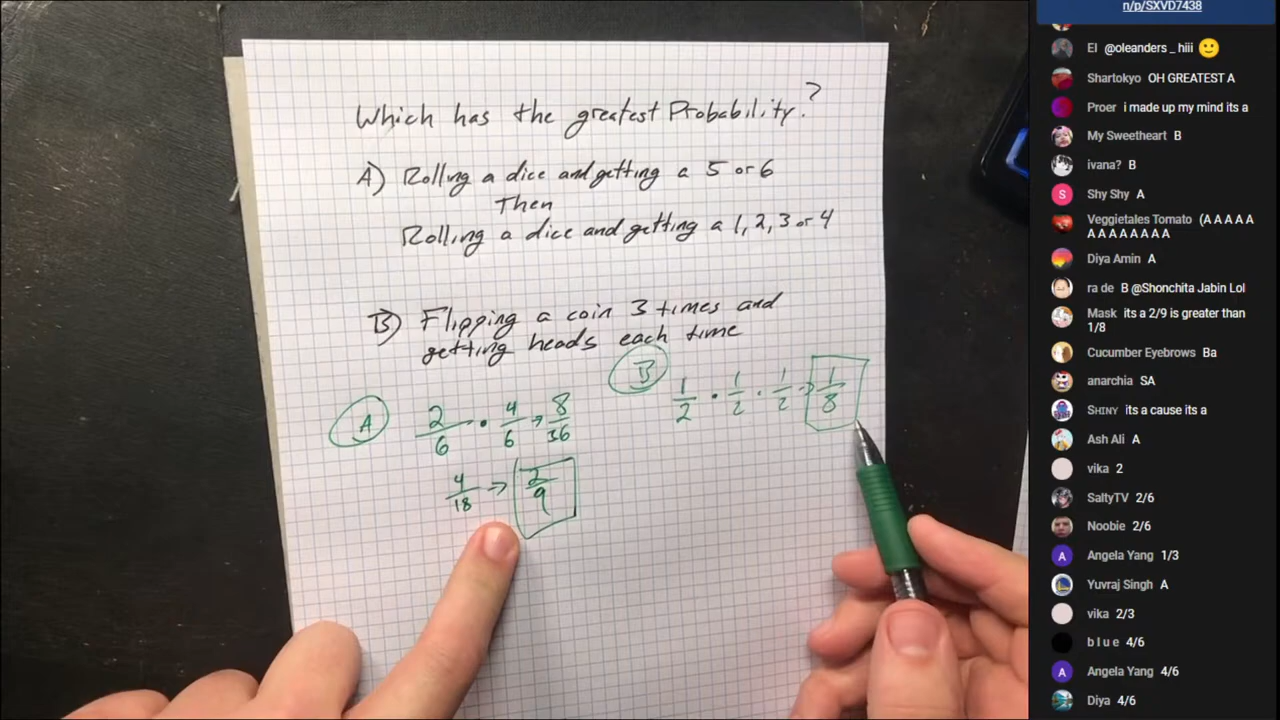 Which has the greatest Probability?
A) Rolling a dice and getting a 5 or 6
Then
Rolling a dice and getting a 1, 2, 3 or 4
B) Flipping a coin 3 times and
getting heads each time
A 2/6 · 4/6 → 8/36
4/18 → 2/9
B 1/2 · 1/2 · 1/2 → 1/8
n/p/SXVD7438
El @oleanders _ hiii 🙂
Shartokyo OH GREATEST A
Proer i made up my mind its a
My Sweetheart B
ivana? B
S Shy Shy A
Veggietales Tomato (A A A A A
A A A A A A A A A
Diya Amin A
ra de B @Shonchita Jabin Lol
Mask its a 2/9 is greater than
1/8
Cucumber Eyebrows Ba
anarchia SA
SHINY its a cause its a
Ash Ali A
vika 2
SaltyTV 2/6
Noobie 2/6
A Angela Yang 1/3
Yuvraj Singh A
vika 2/3
b l u e 4/6
A Angela Yang 4/6
Diya 4/6